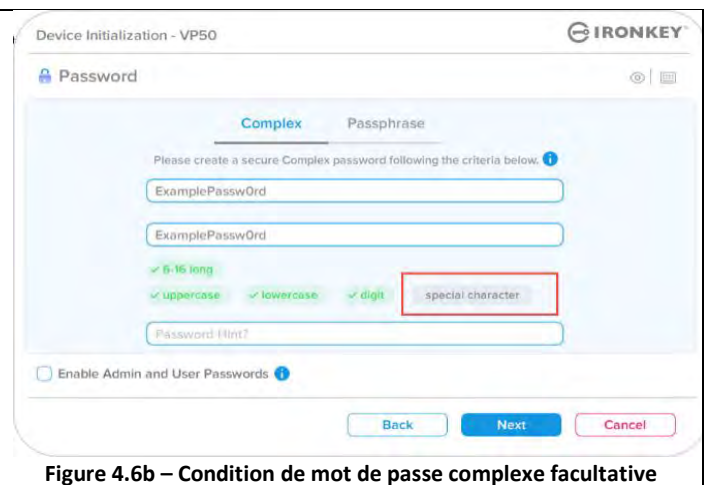 Device Initialization - VP50
IRONKEY
Password
Complex Passphrase
Please create a secure Complex password following the criteria below.
ExamplePassw0rd
ExamplePassw0rd
✓ 6-16 long
✓ uppercase ✓ lowercase ✓ digit special character
Password Hint?
Enable Admin and User Passwords
Back Next Cancel
Figure 4.6b – Condition de mot de passe complexe facultative